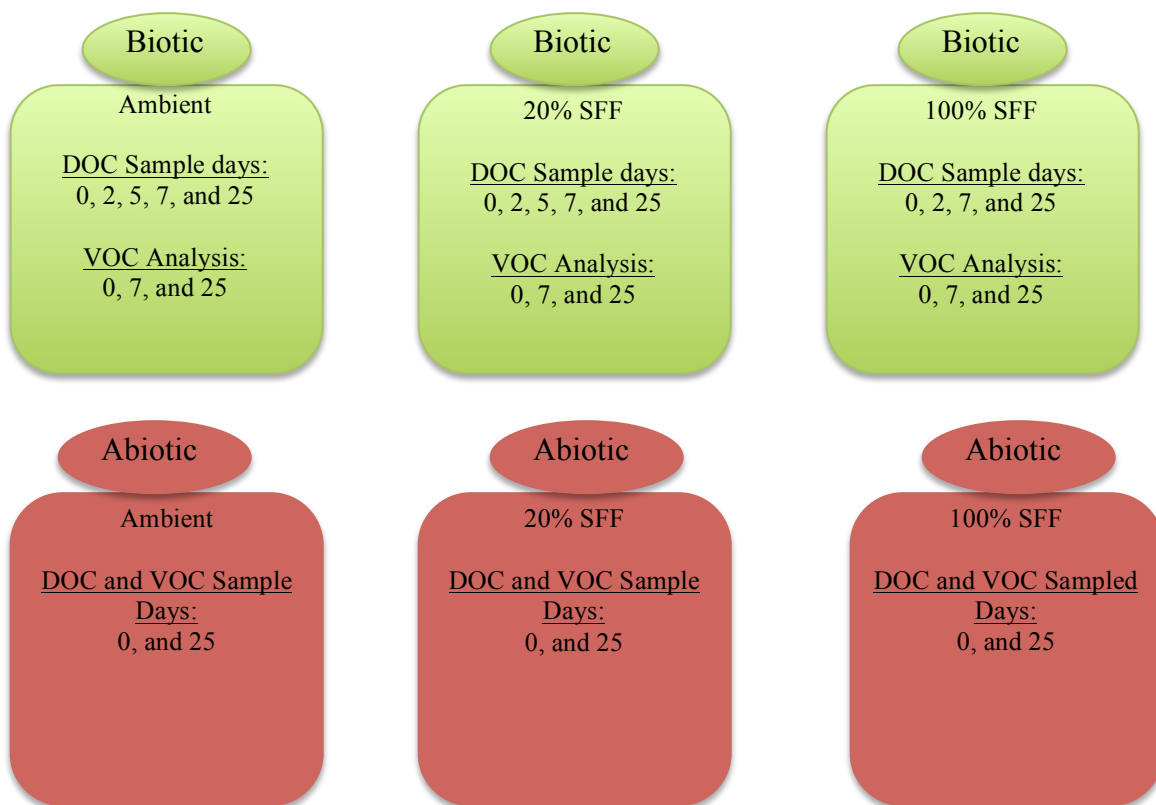 Biotic
Ambient
DOC Sample days:
0, 2, 5, 7, and 25
VOC Analysis:
0, 7, and 25
Biotic
20% SFF
DOC Sample days:
0, 2, 5, 7, and 25
VOC Analysis:
0, 7, and 25
Biotic
100% SFF
DOC Sample days:
0, 2, 7, and 25
VOC Analysis:
0, 7, and 25
Abiotic
Ambient
DOC and VOC Sample
Days:
0, and 25
Abiotic
20% SFF
DOC and VOC Sample
Days:
0, and 25
Abiotic
100% SFF
DOC and VOC Sampled
Days:
0, and 25